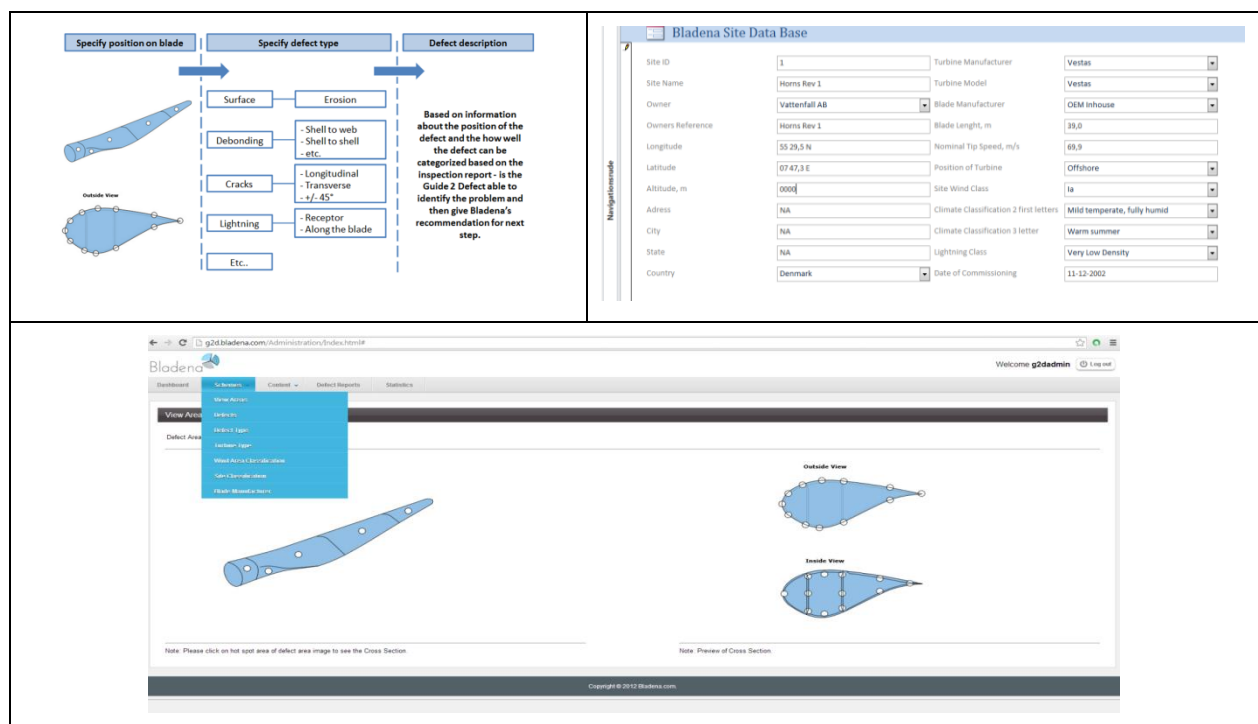 Specify position on blade
Specify defect type
Defect description
Surface
Erosion
Debonding
- Shell to web
- Shell to shell
- etc.
Cracks
- Longitudinal
- Transverse
- +/- 45°
Lightning
- Receptor
- Along the blade
Etc..
Outside View
Based on information
about the position of the
defect and the how well
the defect can be
categorized based on the
inspection report - is the
Guide 2 Defect able to
identify the problem and
then give Bladena's
recommendation for next
step.
Bladena Site Data Base
Navigationsrude
Site ID 1 Turbine Manufacturer Vestas
Site Name Horns Rev 1 Turbine Model Vestas
Owner Vattenfall AB Blade Manufacturer OEM Inhouse
Owners Reference Horns Rev 1 Blade Lenght, m 39,0
Longitude 55 29,5 N Nominal Tip Speed, m/s 69,9
Latitude 07 47,3 E Position of Turbine Offshore
Altitude, m 0000 Site Wind Class Ia
Adress NA Climate Classification 2 first letters Mild temperate, fully humid
City NA Climate Classification 3 letter Warm summer
State NA Lightning Class Very Low Density
Country Denmark Date of Commissioning 11-12-2002
g2d.bladena.com/Administration/Index.html#
Bladena
Welcome g2dadmin Log out
Dashboard Schemers Content Defect Reports Statistics
View Areas
Defects
Defect Type
Turbine Type
Wind Area Classification
Site Classification
Blade Manufacturers
View Area
Defect Area
Outside View
Inside View
Note: Please click on hot spot area of defect area image to see the Cross Section
Note: Preview of Cross Section
Copyright © 2012 Bladena.com.